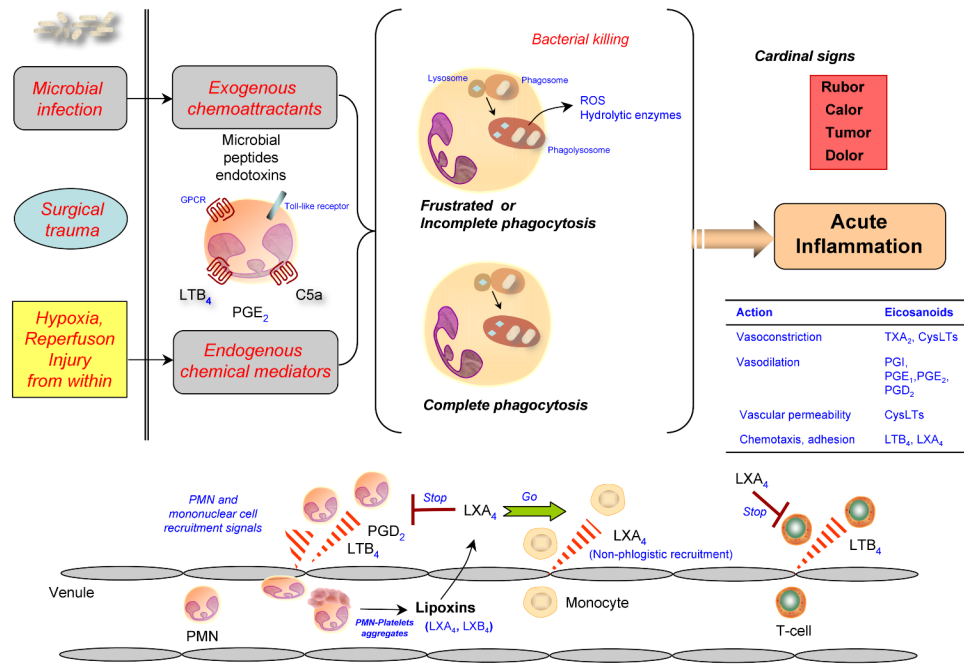 Microbial
infection
Surgical
trauma
Hypoxia,
Reperfuson
Injury
from within
Exogenous
chemoattractants
Microbial
peptides
endotoxins
GPCR
Toll-like receptor
LTB₄
C5a
PGE₂
Endogenous
chemical mediators
Bacterial killing
Lysosome
Phagosome
ROS
Hydrolytic enzymes
Phagolysosome
Frustrated or
Incomplete phagocytosis
Complete phagocytosis
Cardinal signs
Rubor
Calor
Tumor
Dolor
Acute
Inflammation
Action Eicosanoids
Vasoconstriction TXA₂, CysLTs
Vasodilation PGI,
PGE₁,PGE₂,
PGD₂
Vascular permeability CysLTs
Chemotaxis, adhesion LTB₄, LXA₄
PMN and
mononuclear cell
recruitment signals
PGD₂
LTB₄
Stop
LXA₄
Go
LXA₄
(Non-phlogistic recruitment)
LXA₄
Stop
LTB₄
Venule
PMN
PMN-Platelets
aggregates
Lipoxins
(LXA₄, LXB₄)
Monocyte
T-cell